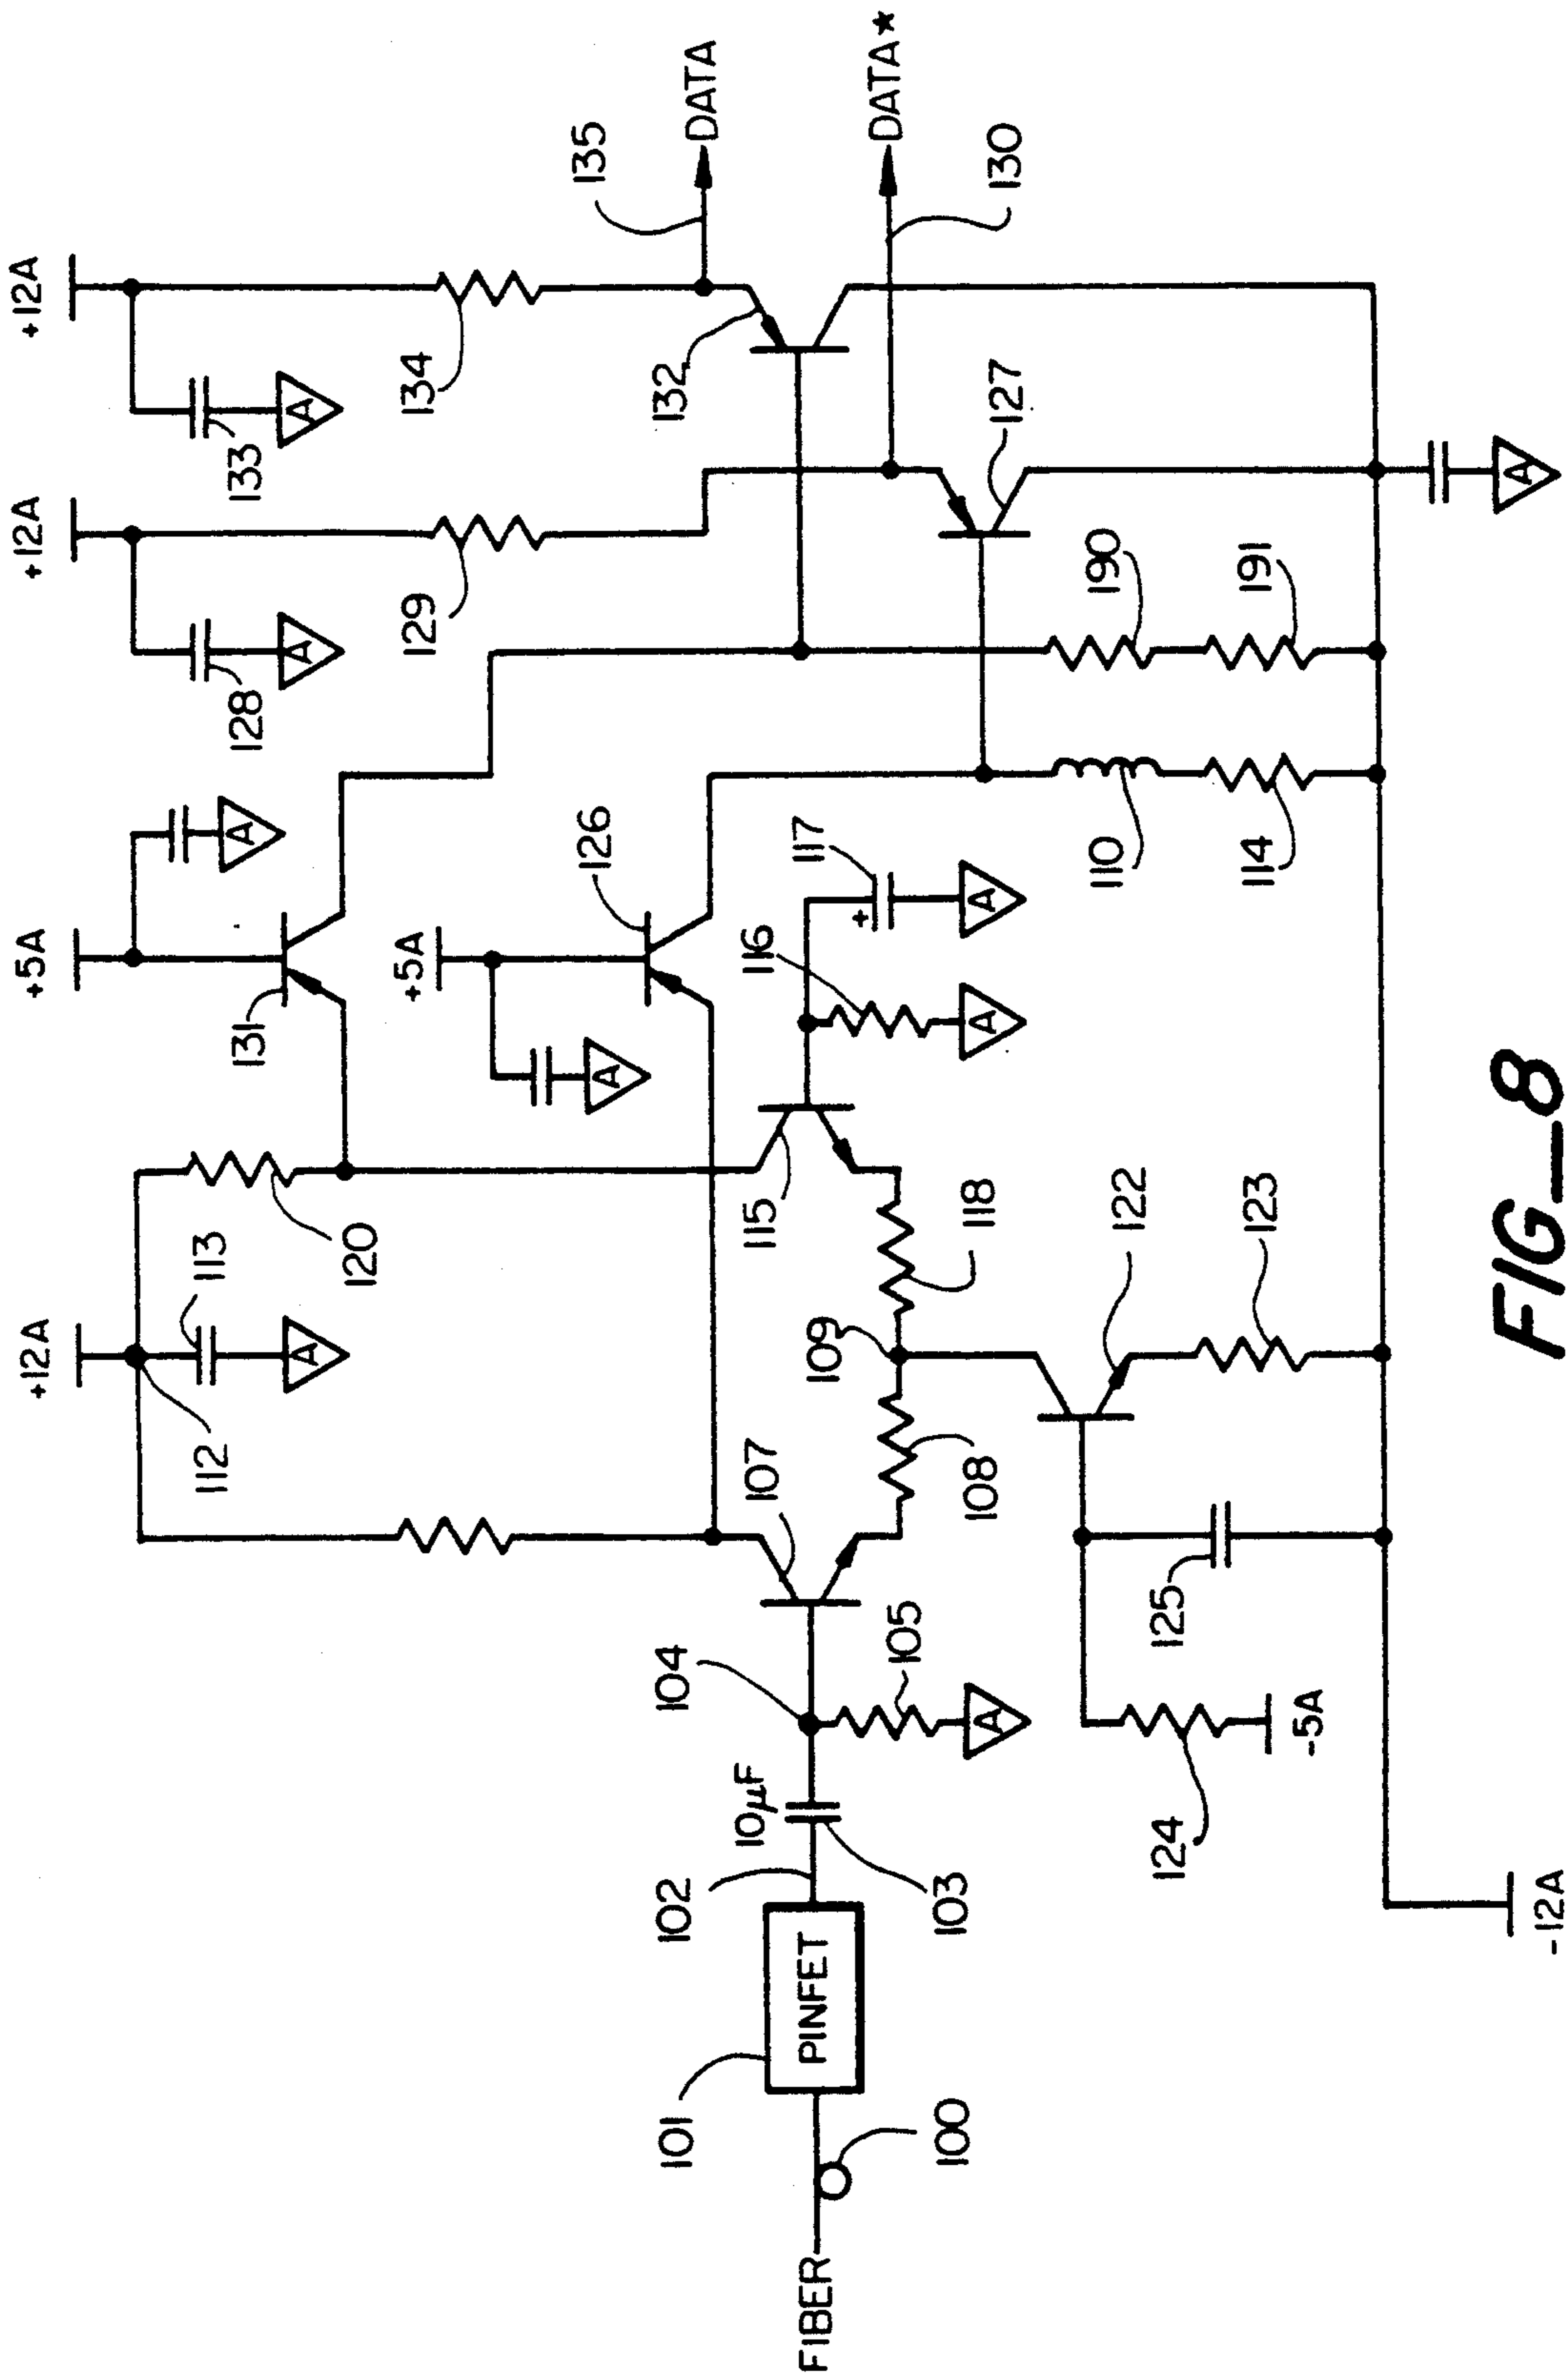 +12A
+5A
+12A
+12A
112
113
131
128
133
120
+5A
129
134
126
135
101
102
104
132
DATA
10µF
107
115
116
117
FIBER
PINFET
DATA★
105
109
100
103
108
118
127
130
110
190
122
124
125
123
114
191
-5A
-12A
FIG_8
A
A
A
A
A
A
A
A
A